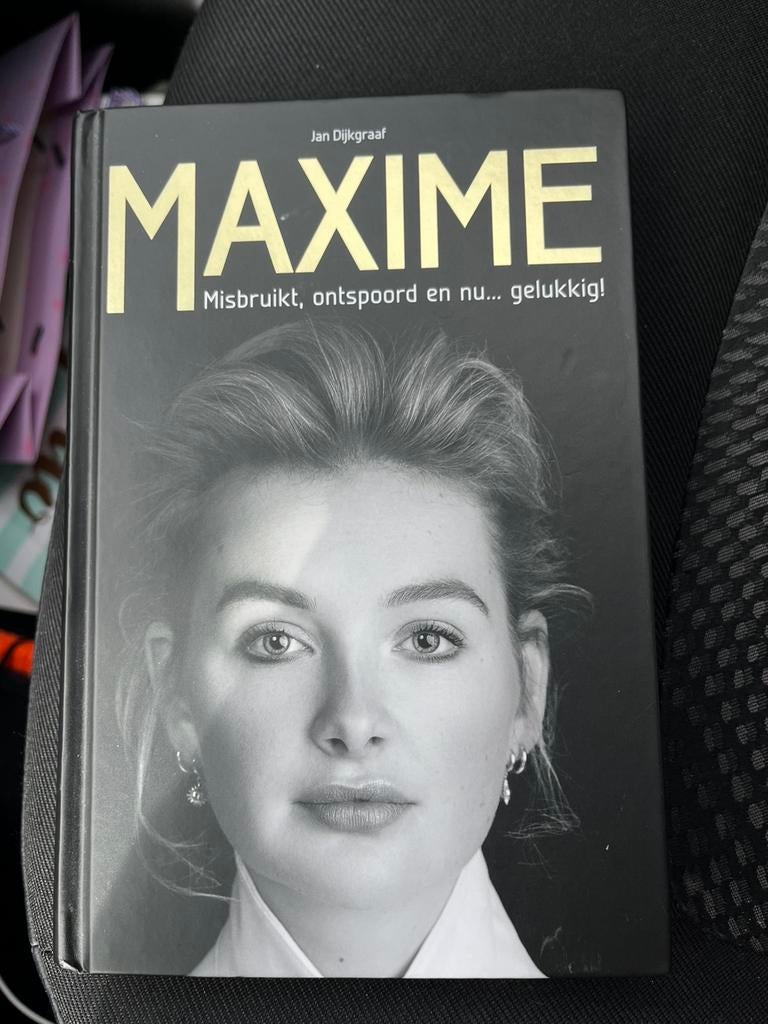 Jan Dijkgraaf
MAXIME
Misbruikt, ontspoord en nu... gelukkig!